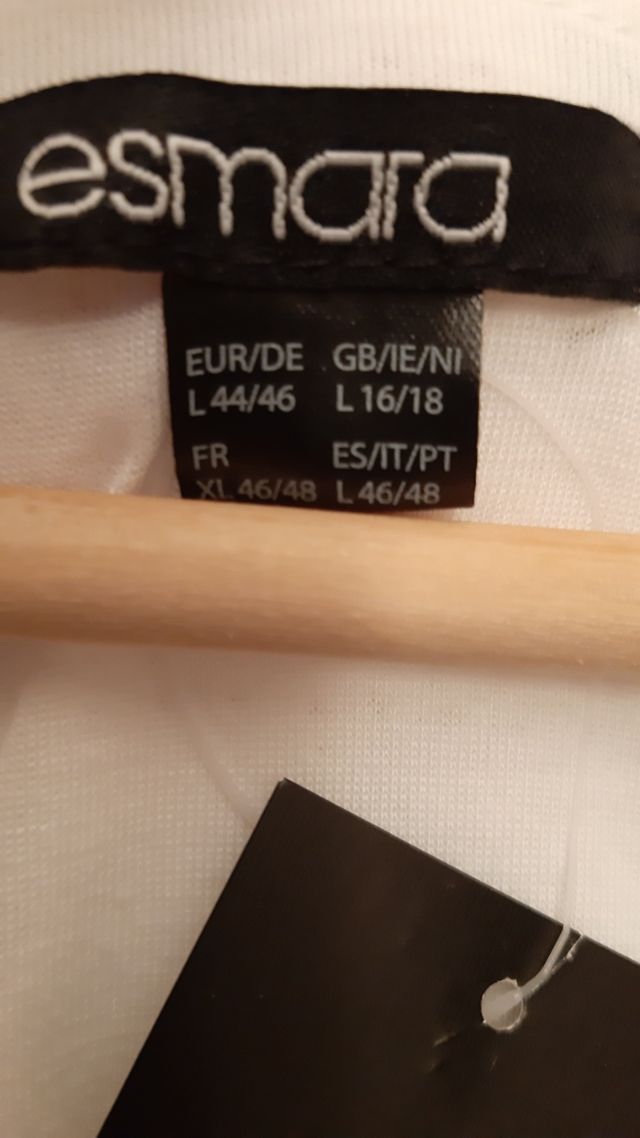 esmara
EUR/DE GB/IE/NI
L 44/46 L 16/18
FR ES/IT/PT
XL 46/48 L 46/48